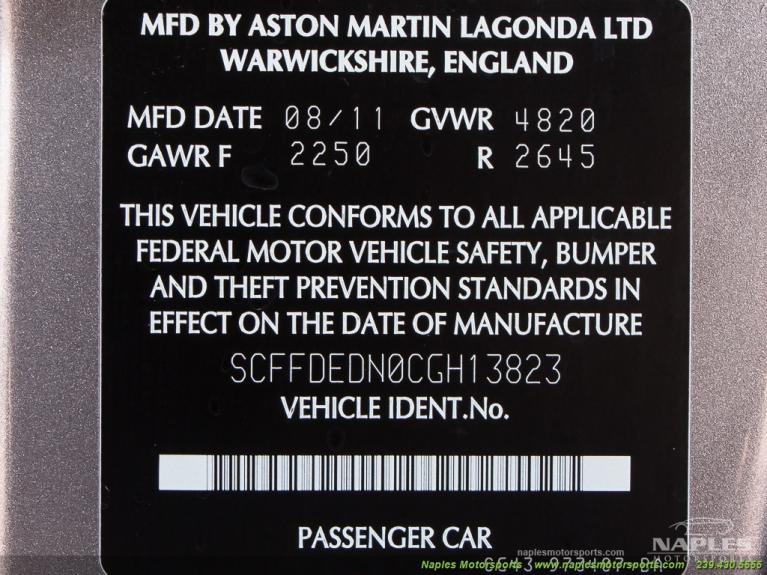 MFD BY ASTON MARTIN LAGONDA LTD
WARWICKSHIRE, ENGLAND
MFD DATE 08/11 GVWR 4820
GAWR F 2250 R 2645
THIS VEHICLE CONFORMS TO ALL APPLICABLE
FEDERAL MOTOR VEHICLE SAFETY, BUMPER
AND THEFT PREVENTION STANDARDS IN
EFFECT ON THE DATE OF MANUFACTURE
SCFFDEDN0CGH13823
VEHICLE IDENT.No.
PASSENGER CAR
naplesmotorsports.com
NAPLES
MOTORSPORTS
Naples Motorsports - naplesmotorsports.com - 239.430.5655